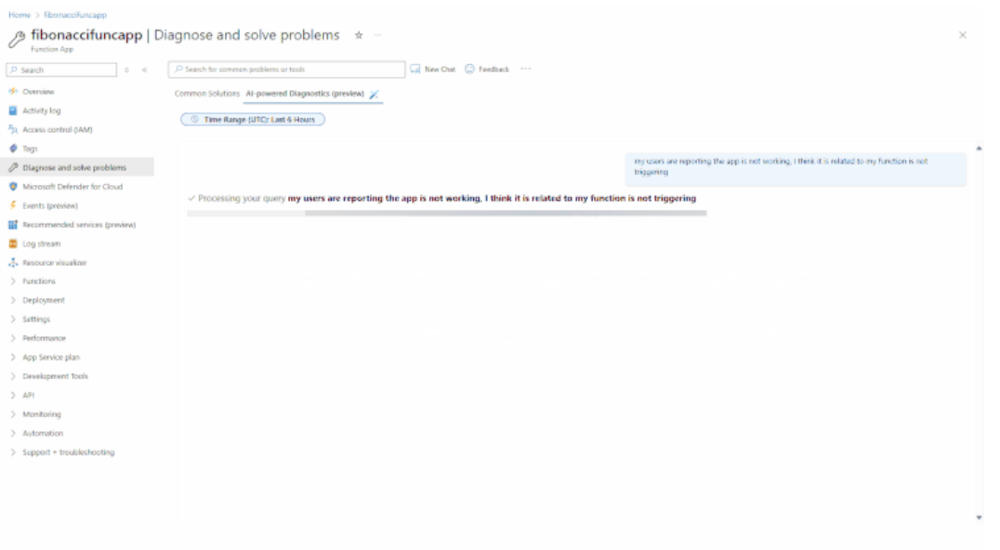 Home > fibonaccifuncapp
fibonaccifuncapp | Diagnose and solve problems
Function App
Search
Search for common problems or tools
New Chat
Feedback
Common Solutions
AI-powered Diagnostics (preview)
Time Range (UTC): Last 6 Hours
Overview
Activity log
Access control (IAM)
Tags
Diagnose and solve problems
Microsoft Defender for Cloud
Events (preview)
Recommended services (preview)
Log stream
Resource visualizer
Functions
Deployment
Settings
Performance
App Service plan
Development Tools
API
Monitoring
Automation
Support + troubleshooting
my users are reporting the app is not working, I think it is related to my function is not
triggering
Processing your query my users are reporting the app is not working, I think it is related to my function is not triggering